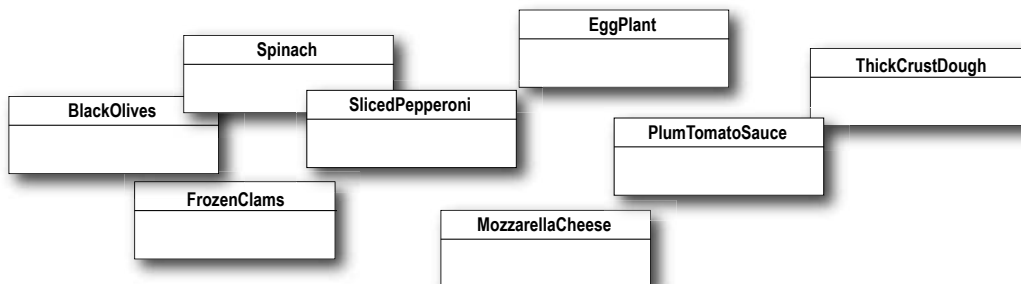 EggPlant
Spinach
ThickCrustDough
BlackOlives
SlicedPepperoni
PlumTomatoSauce
FrozenClams
MozzarellaCheese